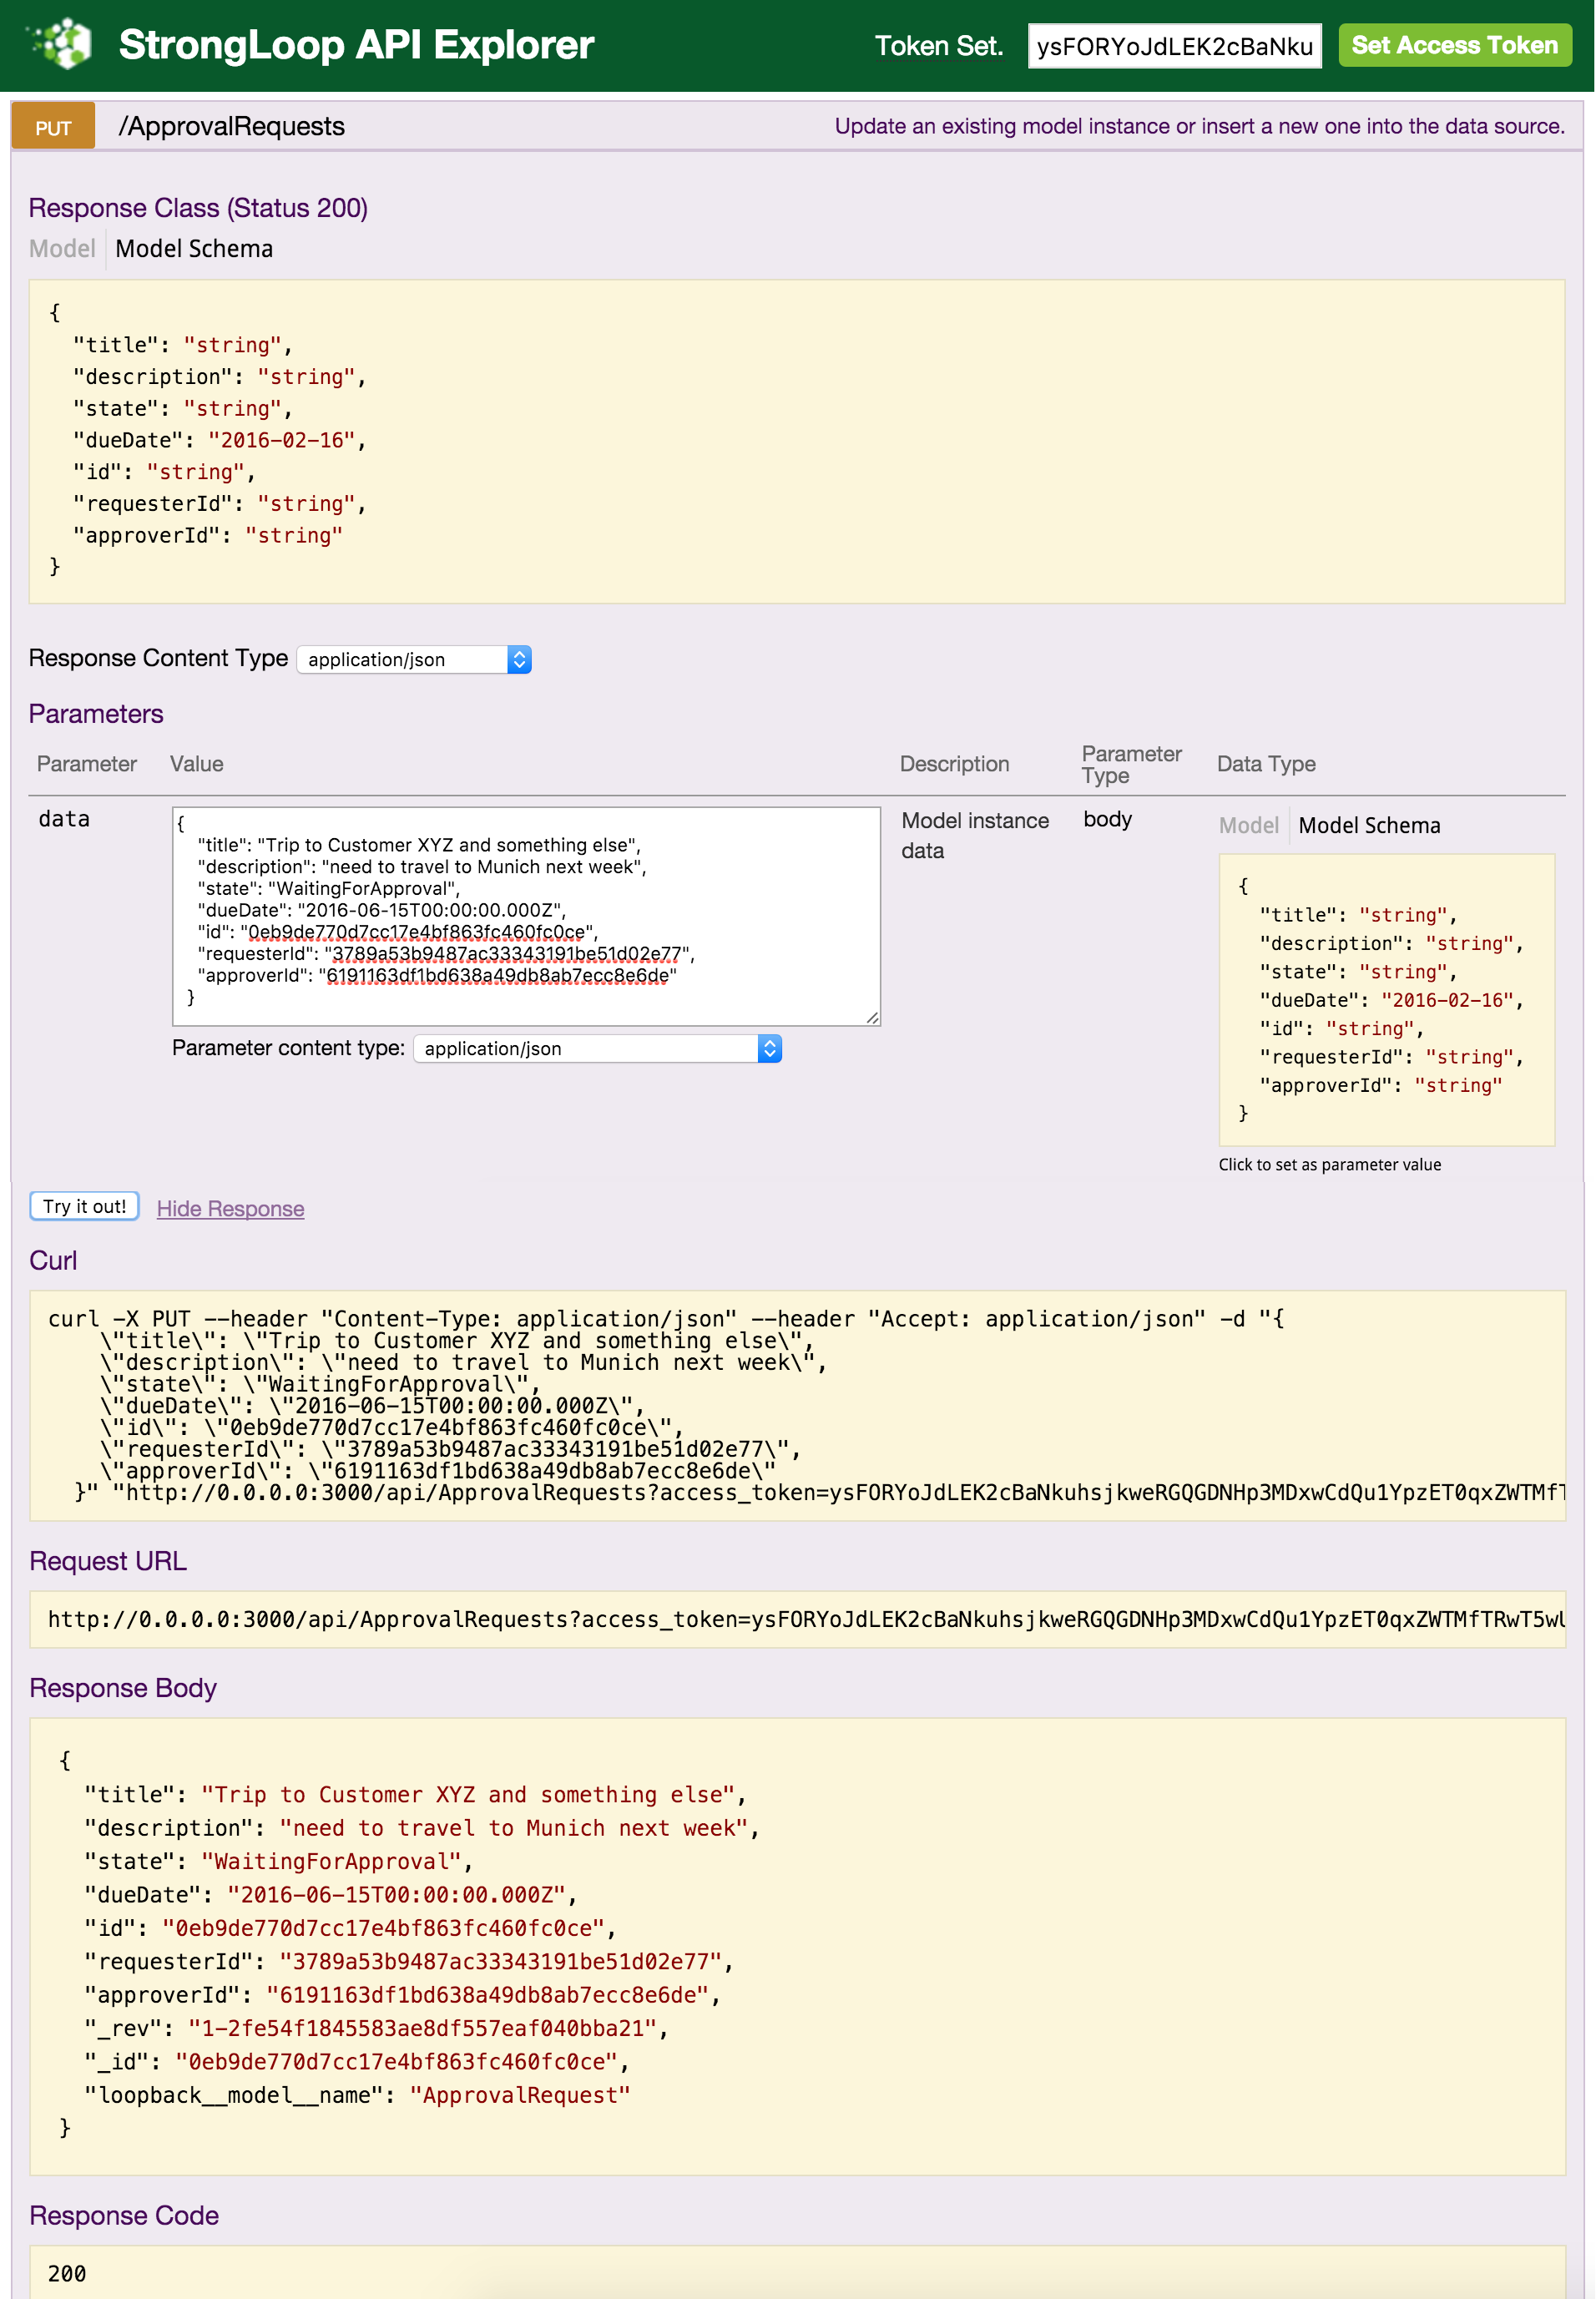 StrongLoop API Explorer
Token Set. ysFORYoJdLEK2cBaNku Set Access Token
PUT /ApprovalRequests Update an existing model instance or insert a new one into the data source.
Response Class (Status 200)
Model Model Schema
{
"title": "string",
"description": "string",
"state": "string",
"dueDate": "2016-02-16",
"id": "string",
"requesterId": "string",
"approverId": "string"
}
Response Content Type application/json
Parameters
Parameter Value Description Parameter Type Data Type
data
{
"title": "Trip to Customer XYZ and something else",
"description": "need to travel to Munich next week",
"state": "WaitingForApproval",
"dueDate": "2016-06-15T00:00:00.000Z",
"id": "0eb9de770d7cc17e4bf863fc460fc0ce",
"requesterId": "3789a53b9487ac33343191be51d02e77",
"approverId": "6191163df1bd638a49db8ab7ecc8e6de"
}
Parameter content type: application/json
Model instance
data
body
Model Model Schema
{
"title": "string",
"description": "string",
"state": "string",
"dueDate": "2016-02-16",
"id": "string",
"requesterId": "string",
"approverId": "string"
}
Click to set as parameter value
Try it out! Hide Response
Curl
curl -X PUT --header "Content-Type: application/json" --header "Accept: application/json" -d "{
\"title\": \"Trip to Customer XYZ and something else\",
\"description\": \"need to travel to Munich next week\",
\"state\": \"WaitingForApproval\",
\"dueDate\": \"2016-06-15T00:00:00.000Z\",
\"id\": \"0eb9de770d7cc17e4bf863fc460fc0ce\",
\"requesterId\": \"3789a53b9487ac33343191be51d02e77\",
\"approverId\": \"6191163df1bd638a49db8ab7ecc8e6de\"
}" "http://0.0.0.0:3000/api/ApprovalRequests?access_token=ysFORYoJdLEK2cBaNkuhsjkweRGQGDNHp3MDxwCdQu1YpzET0qxZWTMfT
Request URL
http://0.0.0.0:3000/api/ApprovalRequests?access_token=ysFORYoJdLEK2cBaNkuhsjkweRGQGDNHp3MDxwCdQu1YpzET0qxZWTMfTRwT5wU
Response Body
{
"title": "Trip to Customer XYZ and something else",
"description": "need to travel to Munich next week",
"state": "WaitingForApproval",
"dueDate": "2016-06-15T00:00:00.000Z",
"id": "0eb9de770d7cc17e4bf863fc460fc0ce",
"requesterId": "3789a53b9487ac33343191be51d02e77",
"approverId": "6191163df1bd638a49db8ab7ecc8e6de",
"_rev": "1-2fe54f1845583ae8df557eaf040bba21",
"_id": "0eb9de770d7cc17e4bf863fc460fc0ce",
"loopback__model__name": "ApprovalRequest"
}
Response Code
200